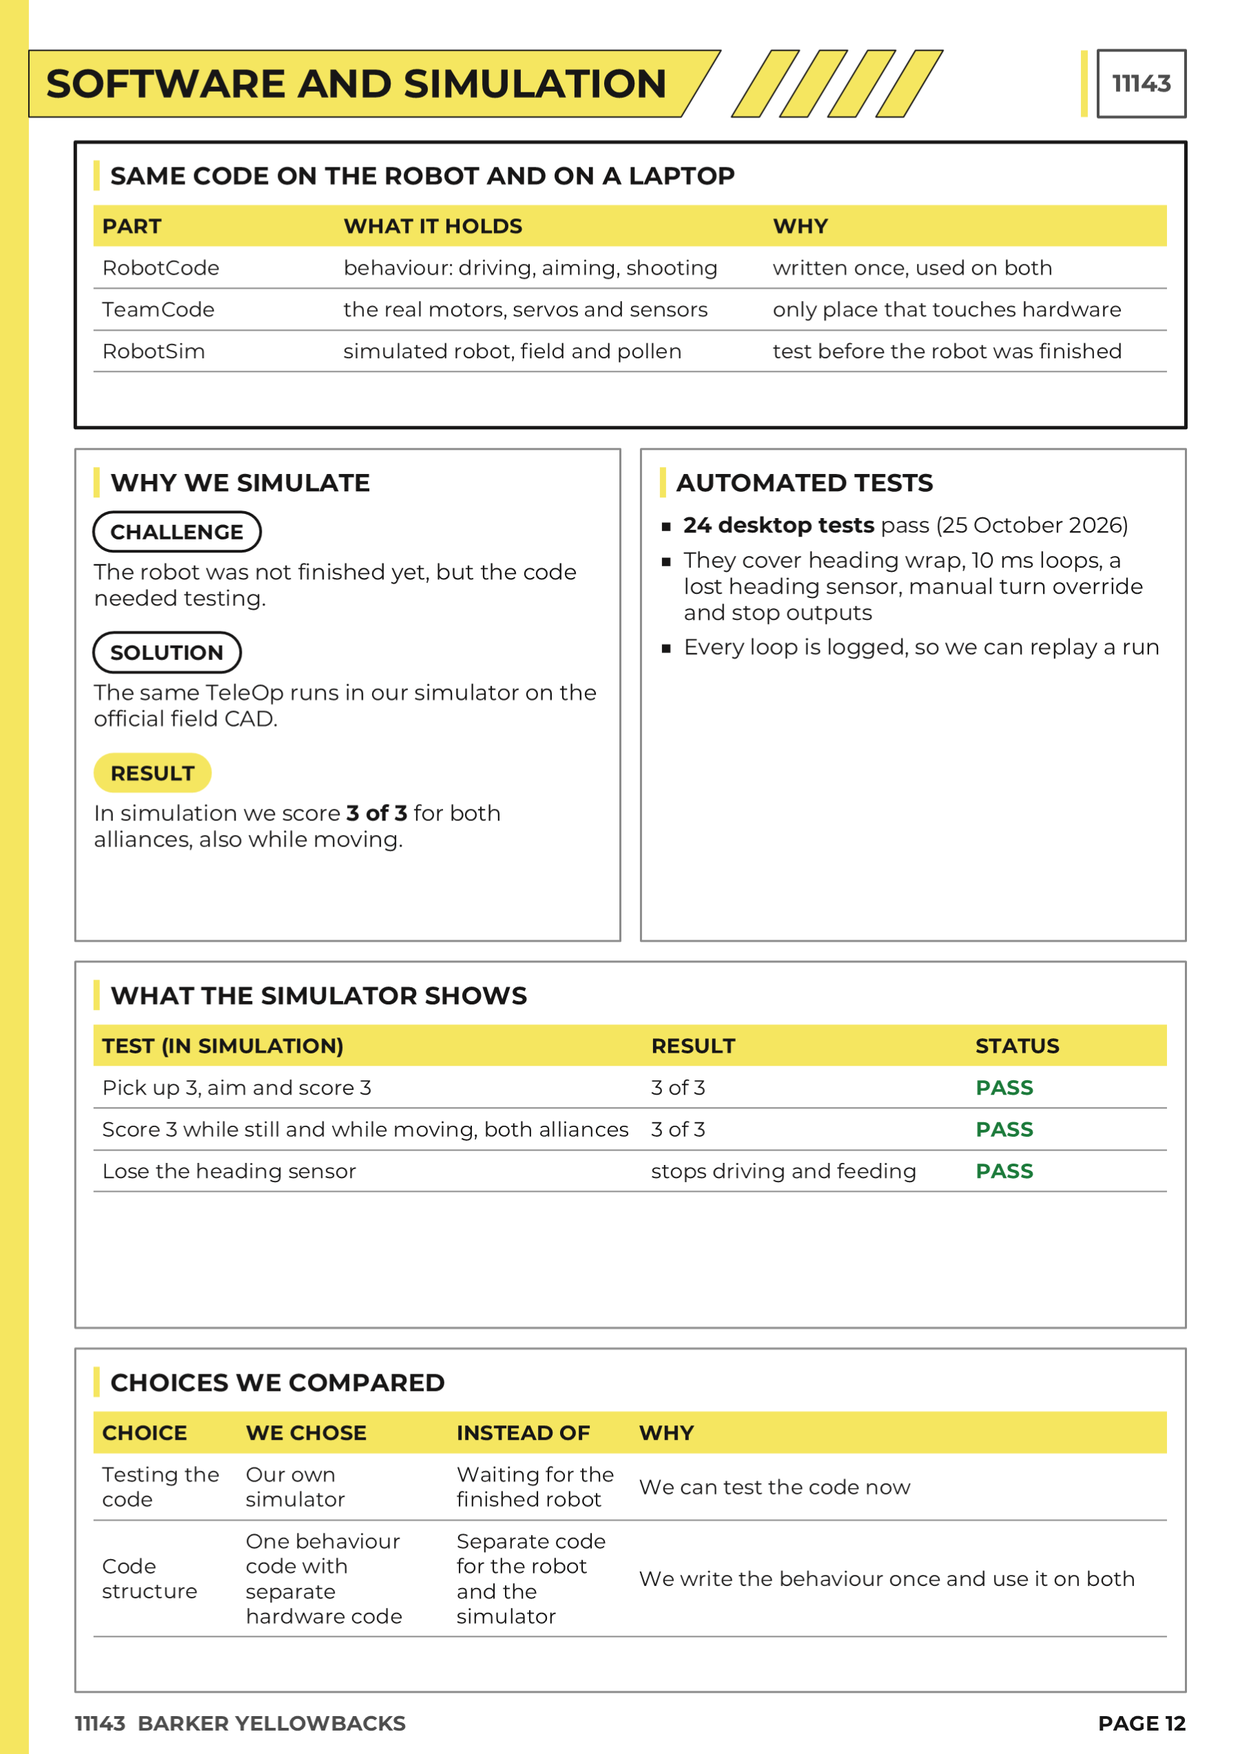 SOFTWARE AND SIMULATION
11143
SAME CODE ON THE ROBOT AND ON A LAPTOP
PART WHAT IT HOLDS WHY
RobotCode behaviour: driving, aiming, shooting written once, used on both
TeamCode the real motors, servos and sensors only place that touches hardware
RobotSim simulated robot, field and pollen test before the robot was finished
WHY WE SIMULATE
CHALLENGE
The robot was not finished yet, but the code
needed testing.
SOLUTION
The same TeleOp runs in our simulator on the
official field CAD.
RESULT
In simulation we score 3 of 3 for both
alliances, also while moving.
AUTOMATED TESTS
▪ 24 desktop tests pass (25 October 2026)
▪ They cover heading wrap, 10 ms loops, a
lost heading sensor, manual turn override
and stop outputs
▪ Every loop is logged, so we can replay a run
WHAT THE SIMULATOR SHOWS
TEST (IN SIMULATION) RESULT STATUS
Pick up 3, aim and score 3 3 of 3 PASS
Score 3 while still and while moving, both alliances 3 of 3 PASS
Lose the heading sensor stops driving and feeding PASS
CHOICES WE COMPARED
CHOICE WE CHOSE INSTEAD OF WHY
Testing the
code
Our own
simulator
Waiting for the
finished robot
We can test the code now
Code
structure
One behaviour
code with
separate
hardware code
Separate code
for the robot
and the
simulator
We write the behaviour once and use it on both
11143 BARKER YELLOWBACKS
PAGE 12